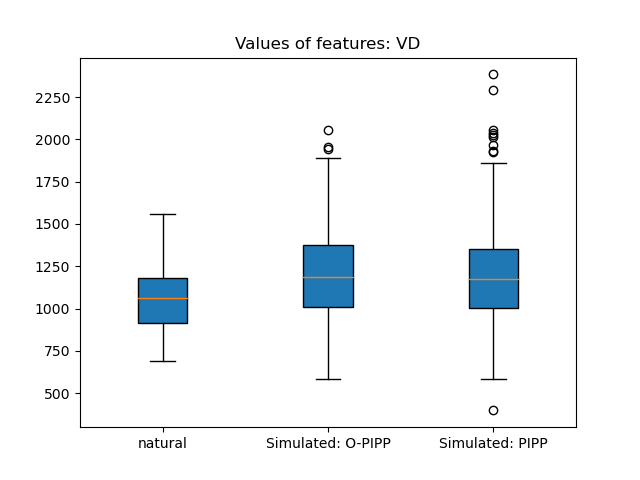 Values of features: VD
2250
2000
1750
1500
1250
1000
750
500
natural
Simulated: O-PIPP
Simulated: PIPP